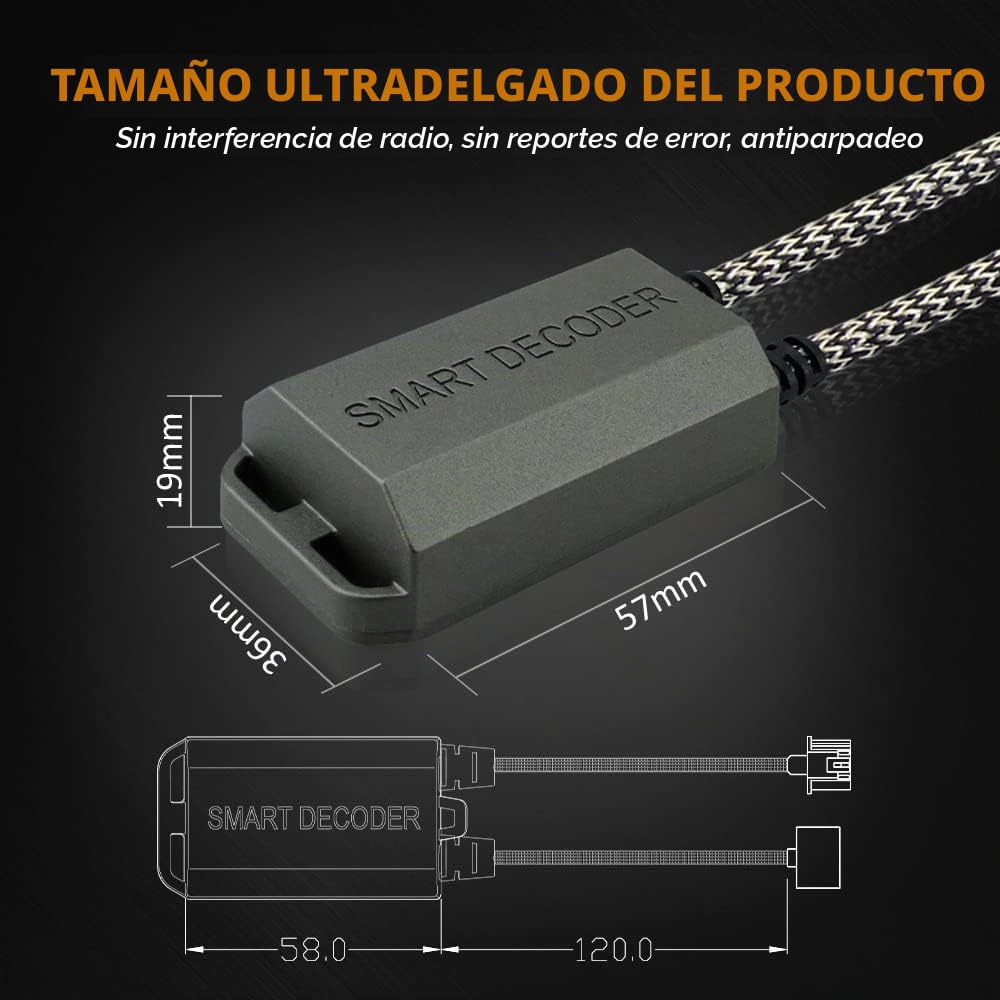 TAMAÑO ULTRADELGADO DEL PRODUCTO
Sin interferencia de radio, sin reportes de error, antiparpadeo
SMART DECODER
19mm
36mm
57mm
SMART DECODER
58.0
120.0